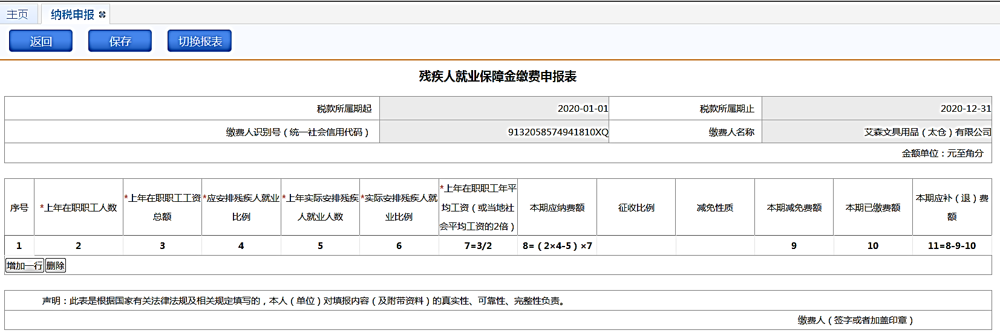 主页 纳税申报
返回 保存 切换报表
残疾人就业保障金缴费申报表
税款所属期起 2020-01-01 税款所属期止 2020-12-31
缴费人识别号（统一社会信用代码） 9132058574941810XQ 缴费人名称 艾森文具用品（太仓）有限公司
金额单位：元至角分
序号
*上年在职职工人数
*上年在职职工工资
总额
*应安排残疾人就业
比例
*上年实际安排残疾
人就业人数
*实际安排残疾人就
业比例
*上年在职职工年平
均工资（或当地社
会平均工资的2倍）
本期应纳费额
征收比例
减免性质
本期减免费额
本期已缴费额
本期应补（退）费
额
1 2 3 4 5 6 7=3/2 8=（2×4-5）×7 9 10 11=8-9-10
增加一行 删除
声明：此表是根据国家有关法律法规及相关规定填写的，本人（单位）对填报内容（及附带资料）的真实性、可靠性、完整性负责。
缴费人（签字或者加盖印章）